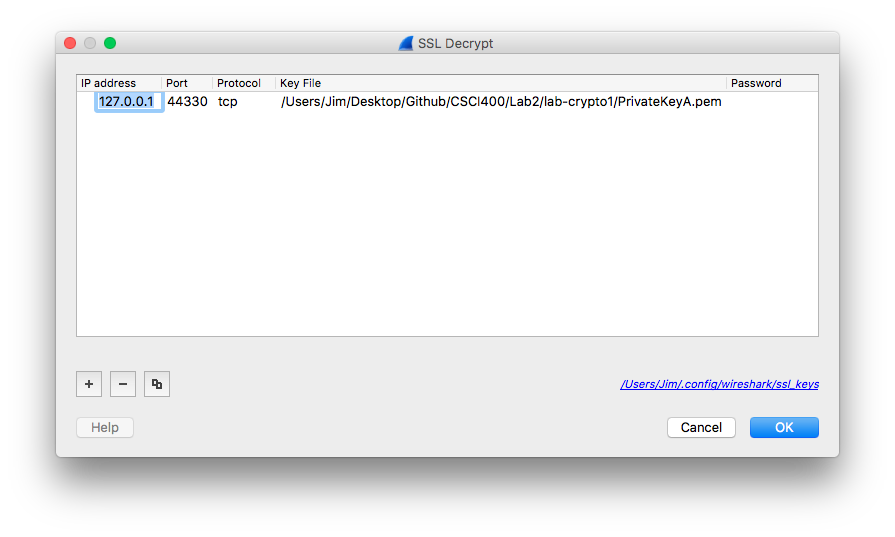 SSL Decrypt
IP address Port Protocol Key File Password
127.0.0.1 44330 tcp /Users/Jim/Desktop/Github/CSCI400/Lab2/lab-crypto1/PrivateKeyA.pem
/Users/Jim/.config/wireshark/ssl_keys
Help Cancel OK